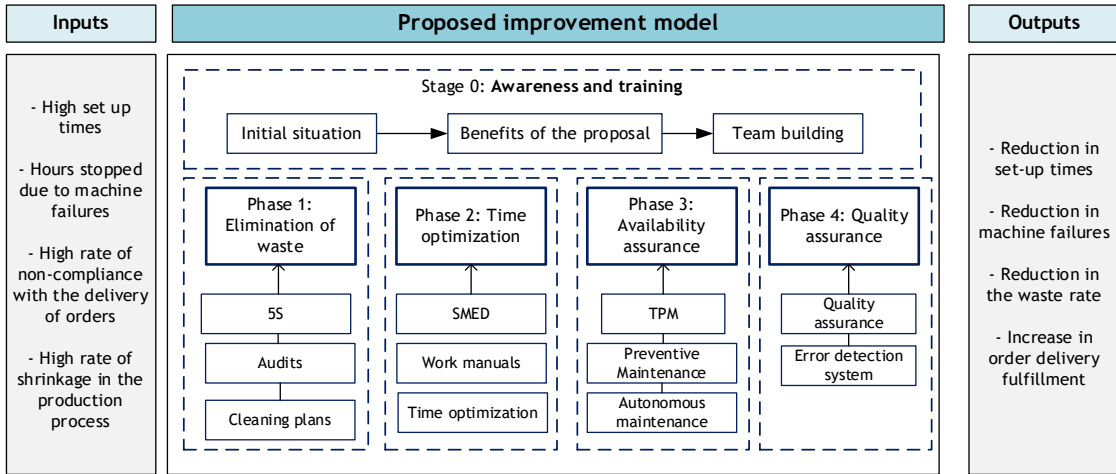 Inputs
Proposed improvement model
Outputs
- High set up
times
- Hours stopped
due to machine
failures
- High rate of
non-compliance
with the delivery
of orders
- High rate of
shrinkage in the
production
process
Stage 0: Awareness and training
Initial situation
Benefits of the proposal
Team building
Phase 1:
Elimination of
waste
5S
Audits
Cleaning plans
Phase 2: Time
optimization
SMED
Work manuals
Time optimization
Phase 3:
Availability
assurance
TPM
Preventive
Maintenance
Autonomous
maintenance
Phase 4: Quality
assurance
Quality
assurance
Error detection
system
- Reduction in
set-up times
- Reduction in
machine failures
- Reduction in
the waste rate
- Increase in
order delivery
fulfillment